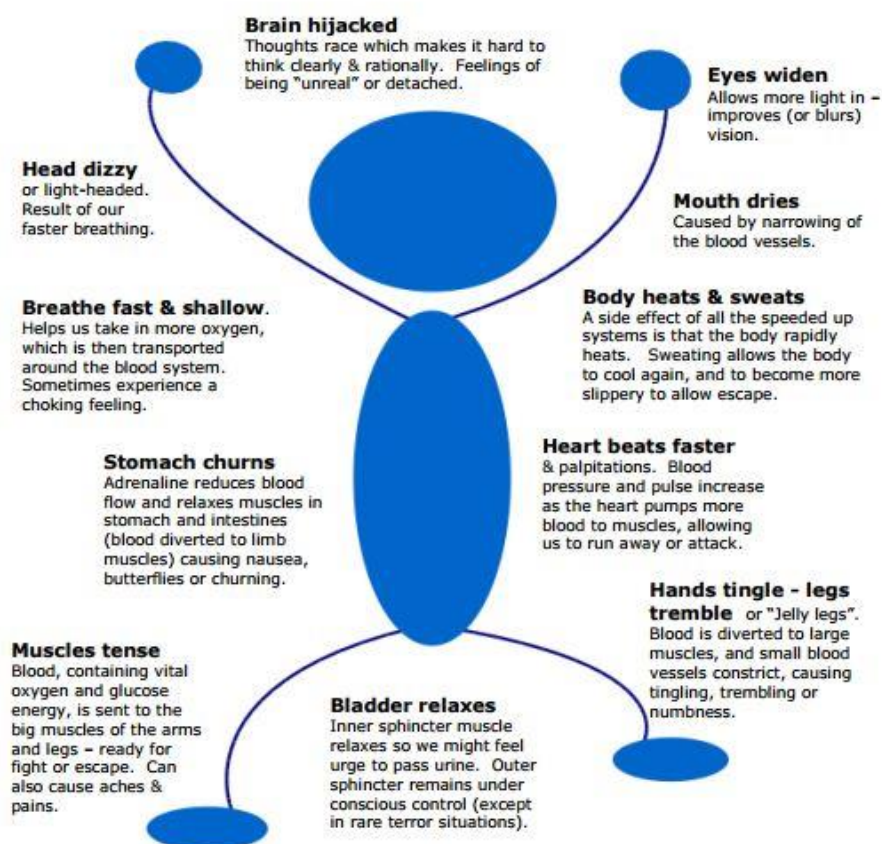 Brain hijacked
Thoughts race which makes it hard to
think clearly & rationally.  Feelings of
being “unreal” or detached.
Eyes widen
Allows more light in –
improves (or blurs)
vision.
Head dizzy
or light-headed.
Result of our
faster breathing.
Mouth dries
Caused by narrowing of
the blood vessels.
Breathe fast & shallow.
Helps us take in more oxygen,
which is then transported
around the blood system.
Sometimes experience a
choking feeling.
Body heats & sweats
A side effect of all the speeded up
systems is that the body rapidly
heats.  Sweating allows the body
to cool again, and to become more
slippery to allow escape.
Stomach churns
Adrenaline reduces blood
flow and relaxes muscles in
stomach and intestines
(blood diverted to limb
muscles) causing nausea,
butterflies or churning.
Heart beats faster
& palpitations.  Blood
pressure and pulse increase
as the heart pumps more
blood to muscles, allowing
us to run away or attack.
Hands tingle - legs
tremble or “Jelly legs”.
Blood is diverted to large
muscles, and small blood
vessels constrict, causing
tingling, trembling or
numbness.
Muscles tense
Blood, containing vital
oxygen and glucose
energy, is sent to the
big muscles of the arms
and legs – ready for
fight or escape.  Can
also cause aches &
pains.
Bladder relaxes
Inner sphincter muscle
relaxes so we might feel
urge to pass urine.  Outer
sphincter remains under
conscious control (except
in rare terror situations).